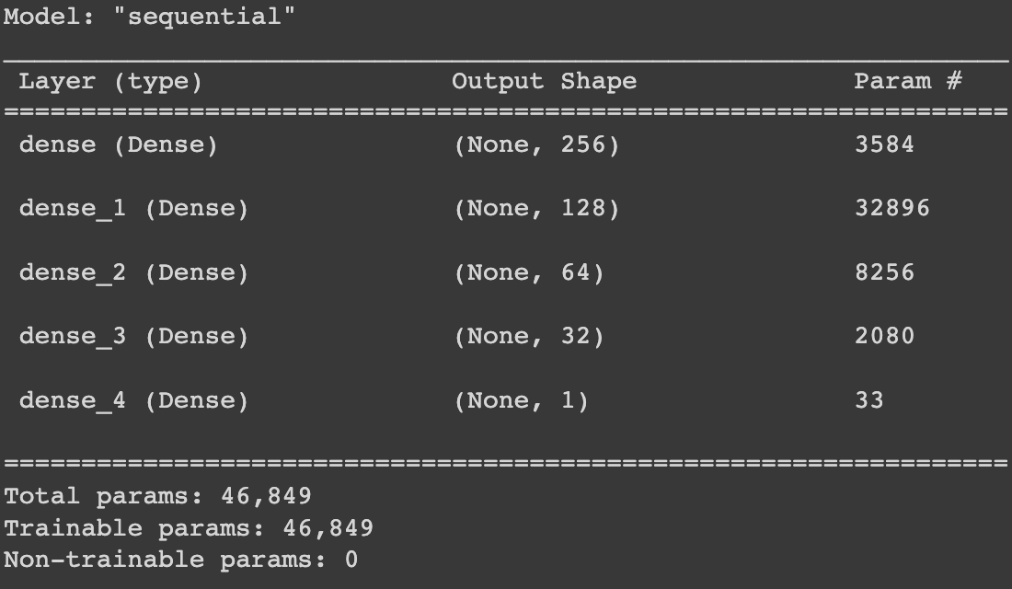 Model: "sequential"
_________________________________________________________________
Layer (type) Output Shape Param #
=================================================================
dense (Dense) (None, 256) 3584
dense_1 (Dense) (None, 128) 32896
dense_2 (Dense) (None, 64) 8256
dense_3 (Dense) (None, 32) 2080
dense_4 (Dense) (None, 1) 33
=================================================================
Total params: 46,849
Trainable params: 46,849
Non-trainable params: 0